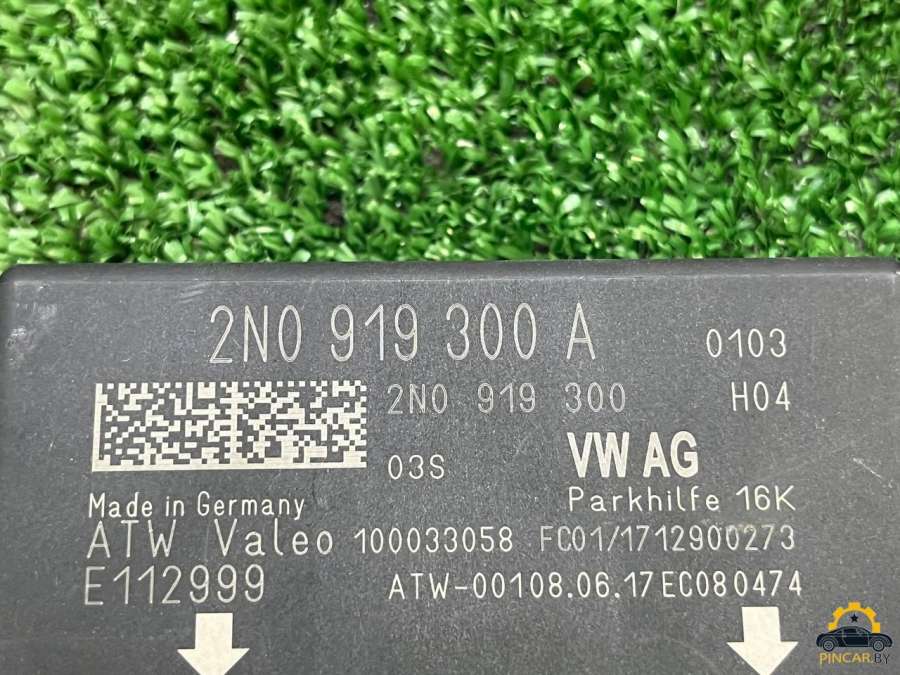 2N0 919 300 A 0103
2N0 919 300 H04
03S VW AG
Made in Germany Parkhilfe 16K
ATW Valeo 100033058 FC01/1712900273
E112999 ATW-00108.06.17EC080474
PINCAR.BY